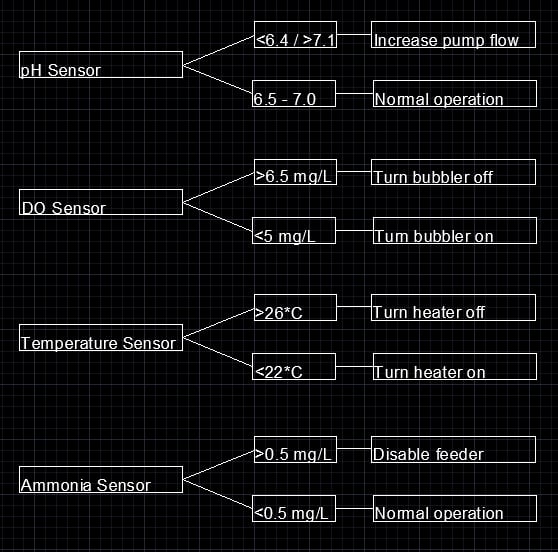 <6.4 / >7.1
Increase pump flow
pH Sensor
6.5 - 7.0
Normal operation
>6.5 mg/L
Turn bubbler off
DO Sensor
<5 mg/L
Turn bubbler on
>26*C
Turn heater off
Temperature Sensor
<22*C
Turn heater on
>0.5 mg/L
Disable feeder
Ammonia Sensor
<0.5 mg/L
Normal operation